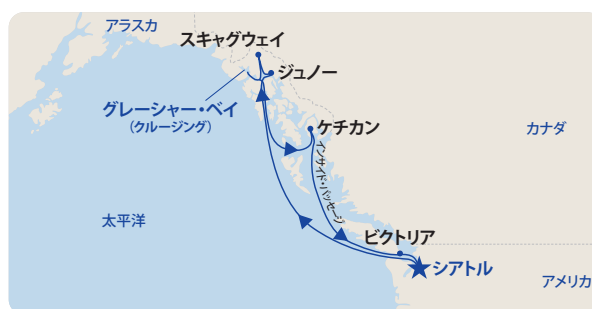 アラスカ
スキャグウェイ
ジュノー
グレーシャー・ベイ
(クルージング)
ケチカン
カナダ
インサイド・パッセージ
太平洋
ビクトリア
シアトル
アメリカ